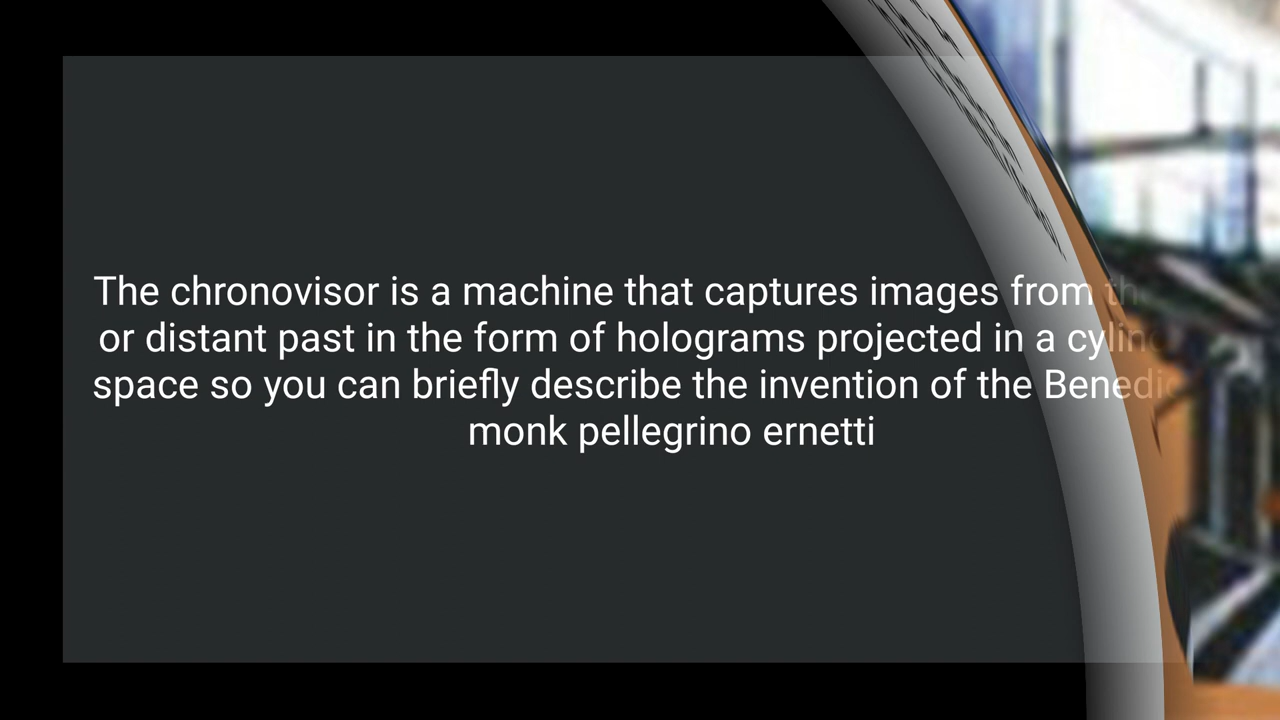 The chronovisor is a machine that captures images from the
or distant past in the form of holograms projected in a
space so you can briefly describe the invention of the
monk pellegrino ernetti